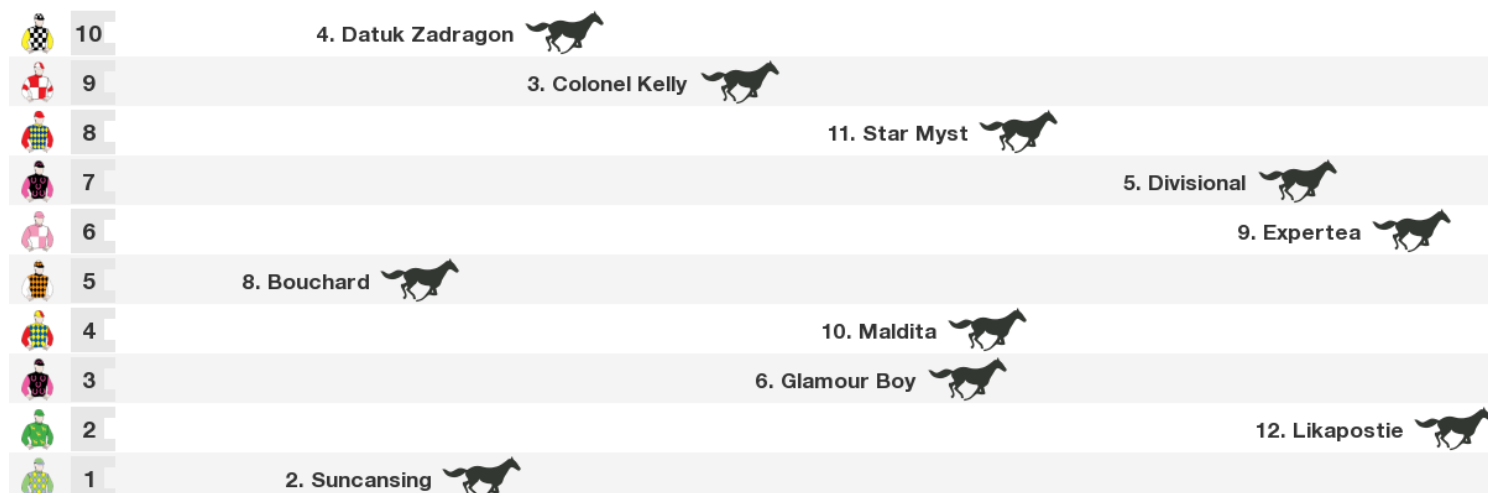 10 4. Datuk Zadragon
9 3. Colonel Kelly
8 11. Star Myst
7 5. Divisional
6 9. Expertea
5 8. Bouchard
4 10. Maldita
3 6. Glamour Boy
2 12. Likapostie
1 2. Suncansing